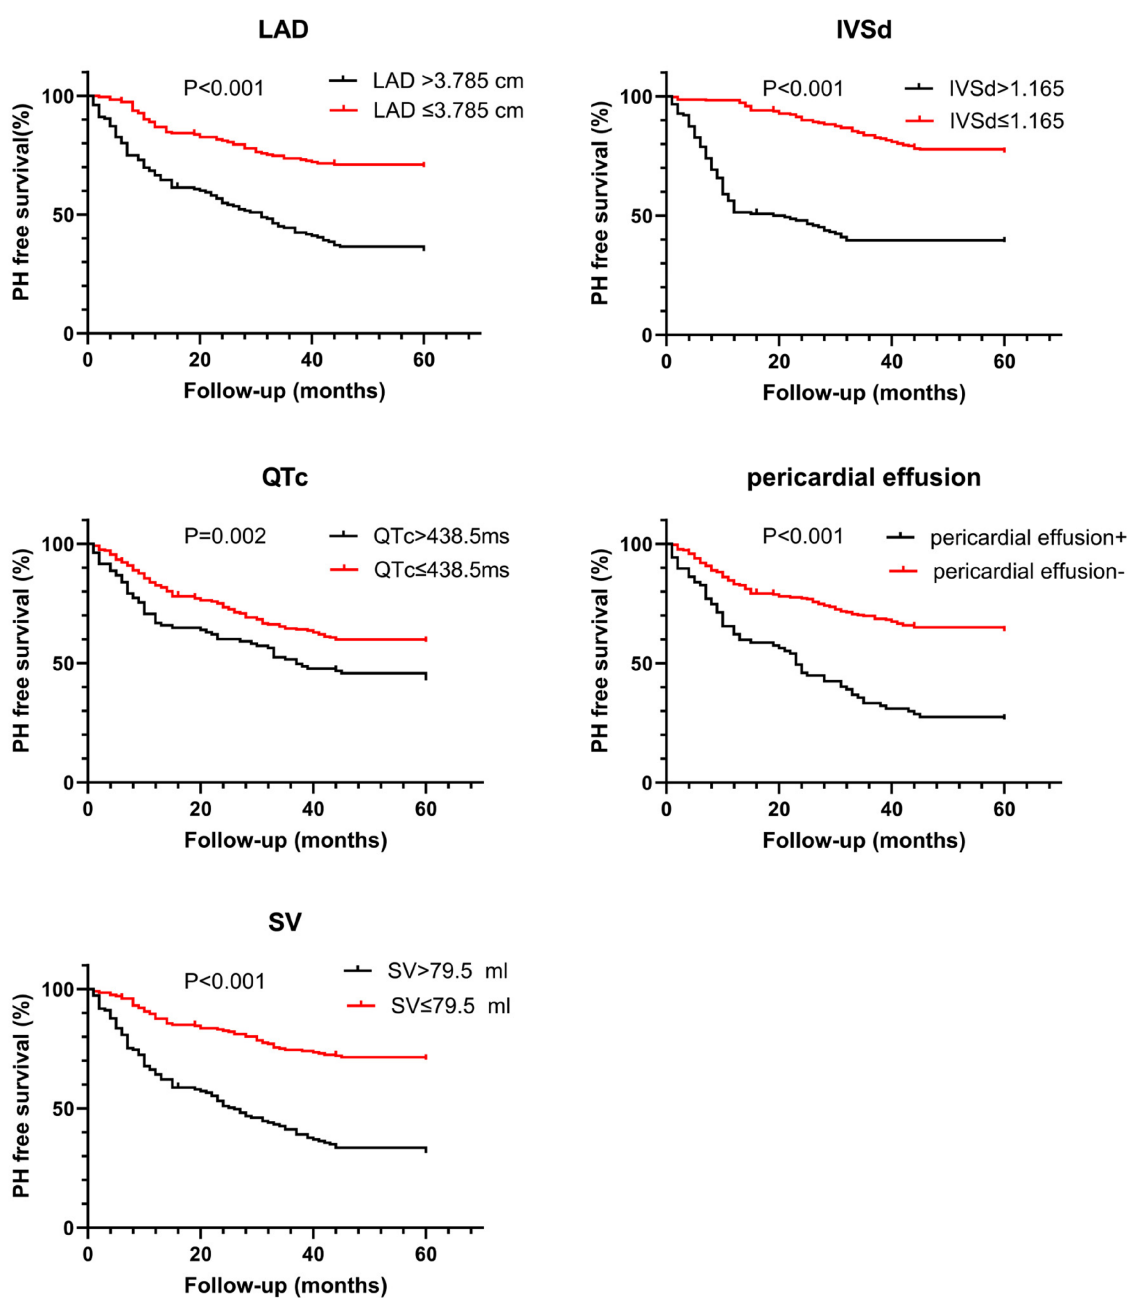 LAD
P<0.001
LAD >3.785 cm
LAD ≤3.785 cm
PH free survival(%)
100
50
0
0 20 40 60
Follow-up (months)
IVSd
P<0.001
IVSd>1.165
IVSd≤1.165
PH free survival (%)
100
50
0
0 20 40 60
Follow-up (months)
QTc
P=0.002
QTc>438.5ms
QTc≤438.5ms
PH free survival (%)
100
50
0
0 20 40 60
Follow-up (months)
pericardial effusion
P<0.001
pericardial effusion+
pericardial effusion-
PH free survival (%)
100
50
0
0 20 40 60
Follow-up (months)
SV
P<0.001
SV>79.5 ml
SV≤79.5 ml
PH free survival (%)
100
50
0
0 20 40 60
Follow-up (months)